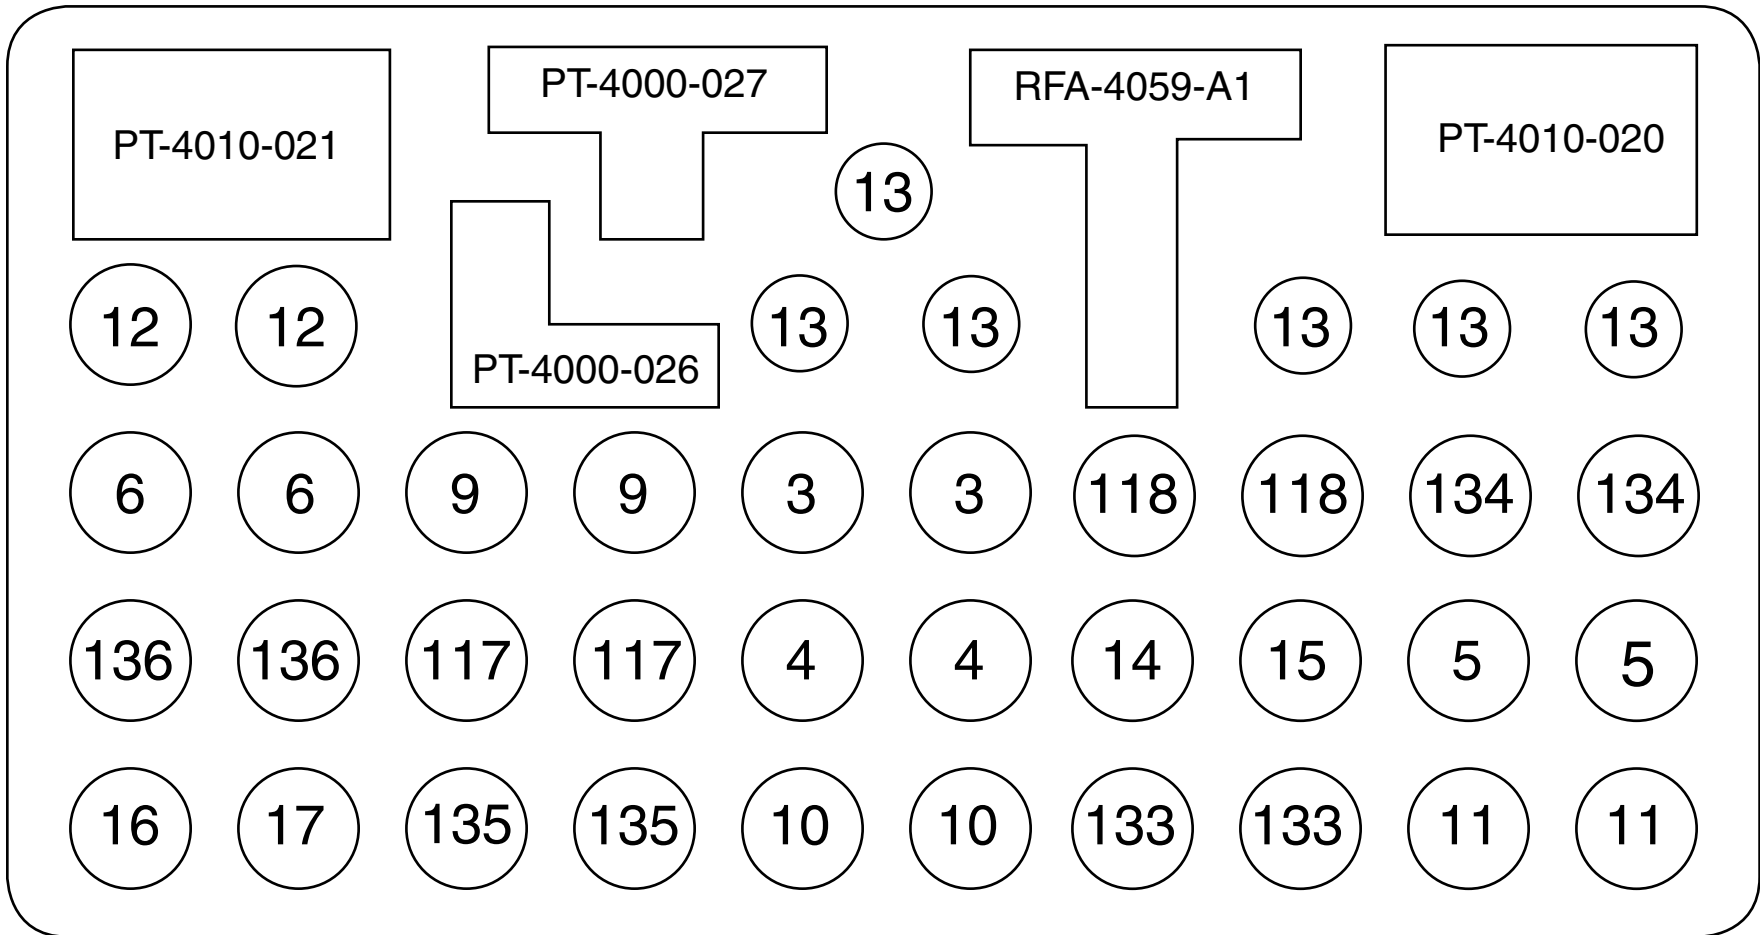 PT-4010-021
PT-4000-027
RFA-4059-A1
PT-4010-020
13
12 12 13 13 13 13 13
PT-4000-026
6 6 9 9 3 3 118 118 134 134
136 136 117 117 4 4 14 15 5 5
16 17 135 135 10 10 133 133 11 11